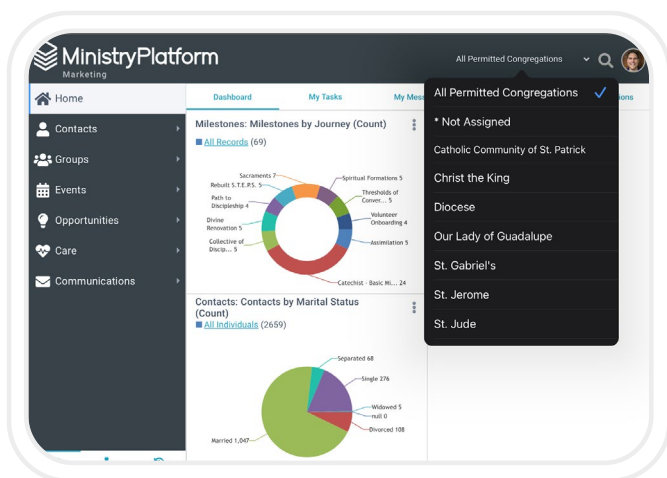 MinistryPlatform
Marketing
All Permitted Congregations
Home
Contacts
Groups
Events
Opportunities
Care
Communications
Dashboard
My Tasks
My Mess
ions
Milestones: Milestones by Journey (Count)
All Records (69)
Sacraments 7
Rebuilt S.T.E.P.S. 5
Path to
Discipleship 4
Divine
Renovation 5
Collective of
Discip... 5
Spiritual Formations 5
Thresholds of
Conver... 5
Volunteer
Onboarding 4
Assimilation 5
Catechist - Basic Mi... 24
Contacts: Contacts by Marital Status
(Count)
All Individuals (2659)
Separated 68
Single 276
Widowed 5
null 0
Divorced 108
Married 1,047
All Permitted Congregations
* Not Assigned
Catholic Community of St. Patrick
Christ the King
Diocese
Our Lady of Guadalupe
St. Gabriel's
St. Jerome
St. Jude